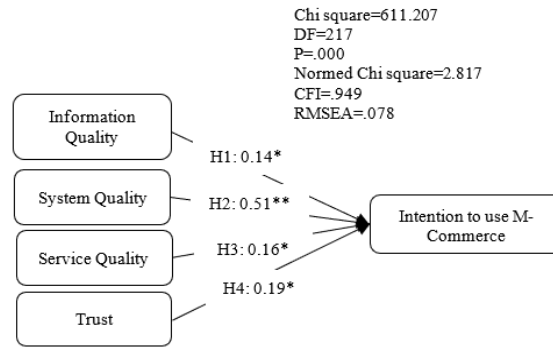 Chi square=611.207
DF=217
P=.000
Normed Chi square=2.817
CFI=.949
RMSEA=.078
Information
Quality
H1: 0.14*
System Quality
H2: 0.51**
Intention to use M-
Commerce
Service Quality
H3: 0.16*
H4: 0.19*
Trust